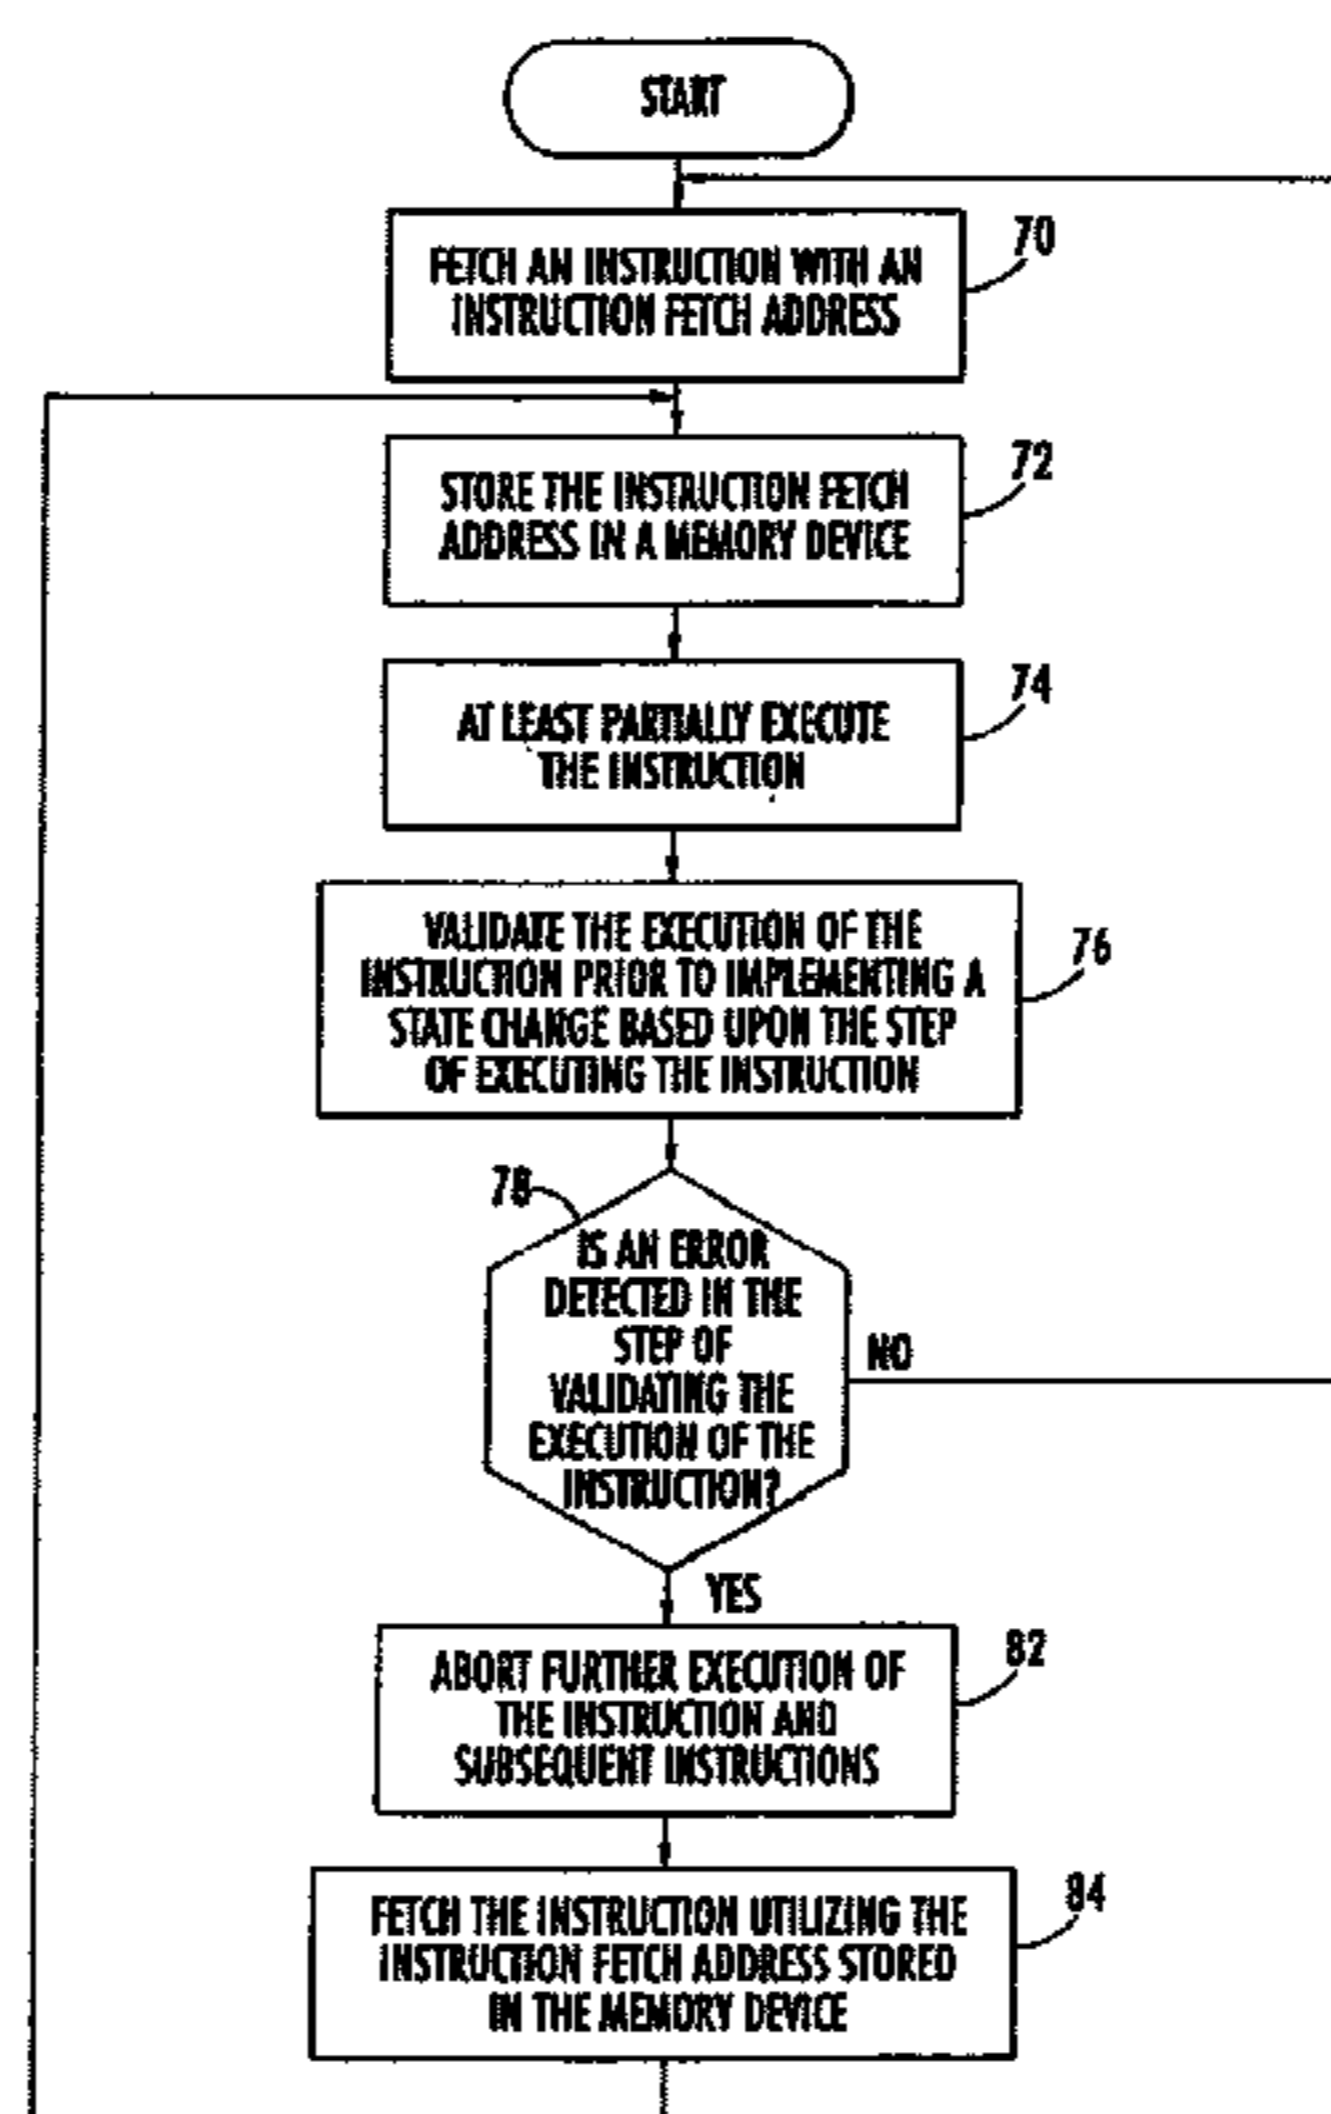 START
70
FETCH AN INSTRUCTION WITH AN
INSTRUCTION FETCH ADDRESS
72
STORE THE INSTRUCTION FETCH
ADDRESS IN A MEMORY DEVICE
74
AT LEAST PARTIALLY EXECUTE
THE INSTRUCTION
76
VALIDATE THE EXECUTION OF THE
INSTRUCTION PRIOR TO IMPLEMENTING A
STATE CHANGE BASED UPON THE STEP
OF EXECUTING THE INSTRUCTION
78
IS AN ERROR
DETECTED IN THE
STEP OF
VALIDATING THE
EXECUTION OF THE
INSTRUCTION?
NO
YES
82
ABORT FURTHER EXECUTION OF
THE INSTRUCTION AND
SUBSEQUENT INSTRUCTIONS
84
FETCH THE INSTRUCTION UTILIZING THE
INSTRUCTION FETCH ADDRESS STORED
IN THE MEMORY DEVICE